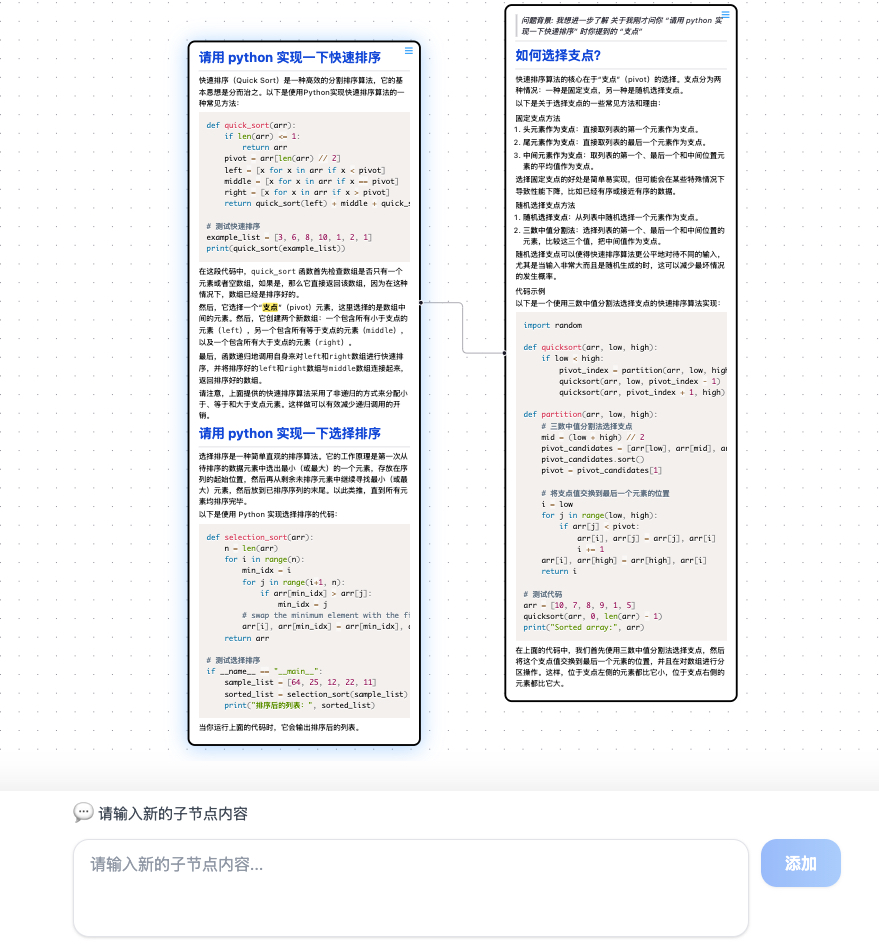 请用 python 实现一下快速排序
快速排序（Quick Sort）是一种高效的分割排序算法，它的基
本思想是分而治之。以下是使用Python实现快速排序算法的一
种常见方法：
def quick_sort(arr):
    if len(arr) <= 1:
        return arr
    pivot = arr[len(arr) // 2]
    left = [x for x in arr if x < pivot]
    middle = [x for x in arr if x == pivot]
    right = [x for x in arr if x > pivot]
    return quick_sort(left) + middle + quick_s
# 测试快速排序
example_list = [3, 6, 8, 10, 1, 2, 1]
print(quick_sort(example_list))
在这段代码中，quick_sort 函数首先检查数组是否只有一个
元素或者空数组，如果是，那么它直接返回该数组，因为在这种
情况下，数组已经是排序好的。
然后，它选择一个“支点”（pivot）元素，这里选择的是数组中
间的元素。然后，它创建两个新数组：一个包含所有小于支点的
元素（left），另一个包含所有等于支点的元素（middle），
以及一个包含所有大于支点的元素（right）。
最后，函数递归地调用自身来对left和right数组进行快速排
序，并将排序好的left和right数组与middle数组连接起来，
返回排序好的数组。
请注意，上面提供的快速排序算法采用了非递归的方式来分配小
于、等于和大于支点元素。这样做可以有效减少递归调用的开
销。
请用 python 实现一下选择排序
选择排序是一种简单直观的排序算法。它的工作原理是第一次从
待排序的数据元素中选出最小（或最大）的一个元素，存放在序
列的起始位置，然后再从剩余未排序元素中继续寻找最小（或最
大）元素，然后放到已排序序列的末尾。以此类推，直到所有元
素均排序完毕。
以下是使用 Python 实现选择排序的代码：
def selection_sort(arr):
    n = len(arr)
    for i in range(n):
        min_idx = i
        for j in range(i+1, n):
            if arr[min_idx] > arr[j]:
                min_idx = j
        # swap the minimum element with the fi
        arr[i], arr[min_idx] = arr[min_idx], a
    return arr
# 测试选择排序
if __name__ == "__main__":
    sample_list = [64, 25, 12, 22, 11]
    sorted_list = selection_sort(sample_list)
    print("排序后的列表: ", sorted_list)
当你运行上面的代码时，它会输出排序后的列表。
问题背景: 我想进一步了解 关于我刚才问你 “请用 python 实
现一下快速排序” 时你提到的 “支点”
如何选择支点?
快速排序算法的核心在于“支点”（pivot）的选择。支点分为两
种情况：一种是固定支点，另一种是随机选择支点。
以下是关于选择支点的一些常见方法和理由：
固定支点方法
1. 头元素作为支点：直接取列表的第一个元素作为支点。
2. 尾元素作为支点：直接取列表的最后一个元素作为支点。
3. 中间元素作为支点：取列表的第一个、最后一个和中间位置元
素的平均值作为支点。
选择固定支点的好处是简单易实现，但可能会在某些特殊情况下
导致性能下降，比如已经有序或接近有序的数据。
随机选择支点方法
1. 随机选择支点：从列表中随机选择一个元素作为支点。
2. 三数中值分割法：选择列表的第一个、最后一个和中间位置的
元素，比较这三个值，把中间值作为支点。
随机选择支点可以使得快速排序算法更公平地对待不同的输入，
尤其是当输入非常大而且是随机生成的时，这可以减少最坏情况
的发生概率。
代码示例
以下是一个使用三数中值分割法选择支点的快速排序算法实现：
import random
def quicksort(arr, low, high):
    if low < high:
        pivot_index = partition(arr, low, high
        quicksort(arr, low, pivot_index - 1)
        quicksort(arr, pivot_index + 1, high)
def partition(arr, low, high):
    # 三数中值分割法选择支点
    mid = (low + high) // 2
    pivot_candidates = [arr[low], arr[mid], ar
    pivot_candidates.sort()
    pivot = pivot_candidates[1]
    # 将支点值交换到最后一个元素的位置
    i = low
    for j in range(low, high):
        if arr[j] < pivot:
            arr[i], arr[j] = arr[j], arr[i]
            i += 1
    arr[i], arr[high] = arr[high], arr[i]
    return i
# 测试代码
arr = [10, 7, 8, 9, 1, 5]
quicksort(arr, 0, len(arr) - 1)
print("Sorted array:", arr)
在上面的代码中，我们首先使用三数中值分割法选择支点，然后
将这个支点值交换到最后一个元素的位置，并且在对数组进行分
区操作。这样，位于支点左侧的元素都比它小，位于支点右侧的
元素都比它大。
请输入新的子节点内容
请输入新的子节点内容...
添加